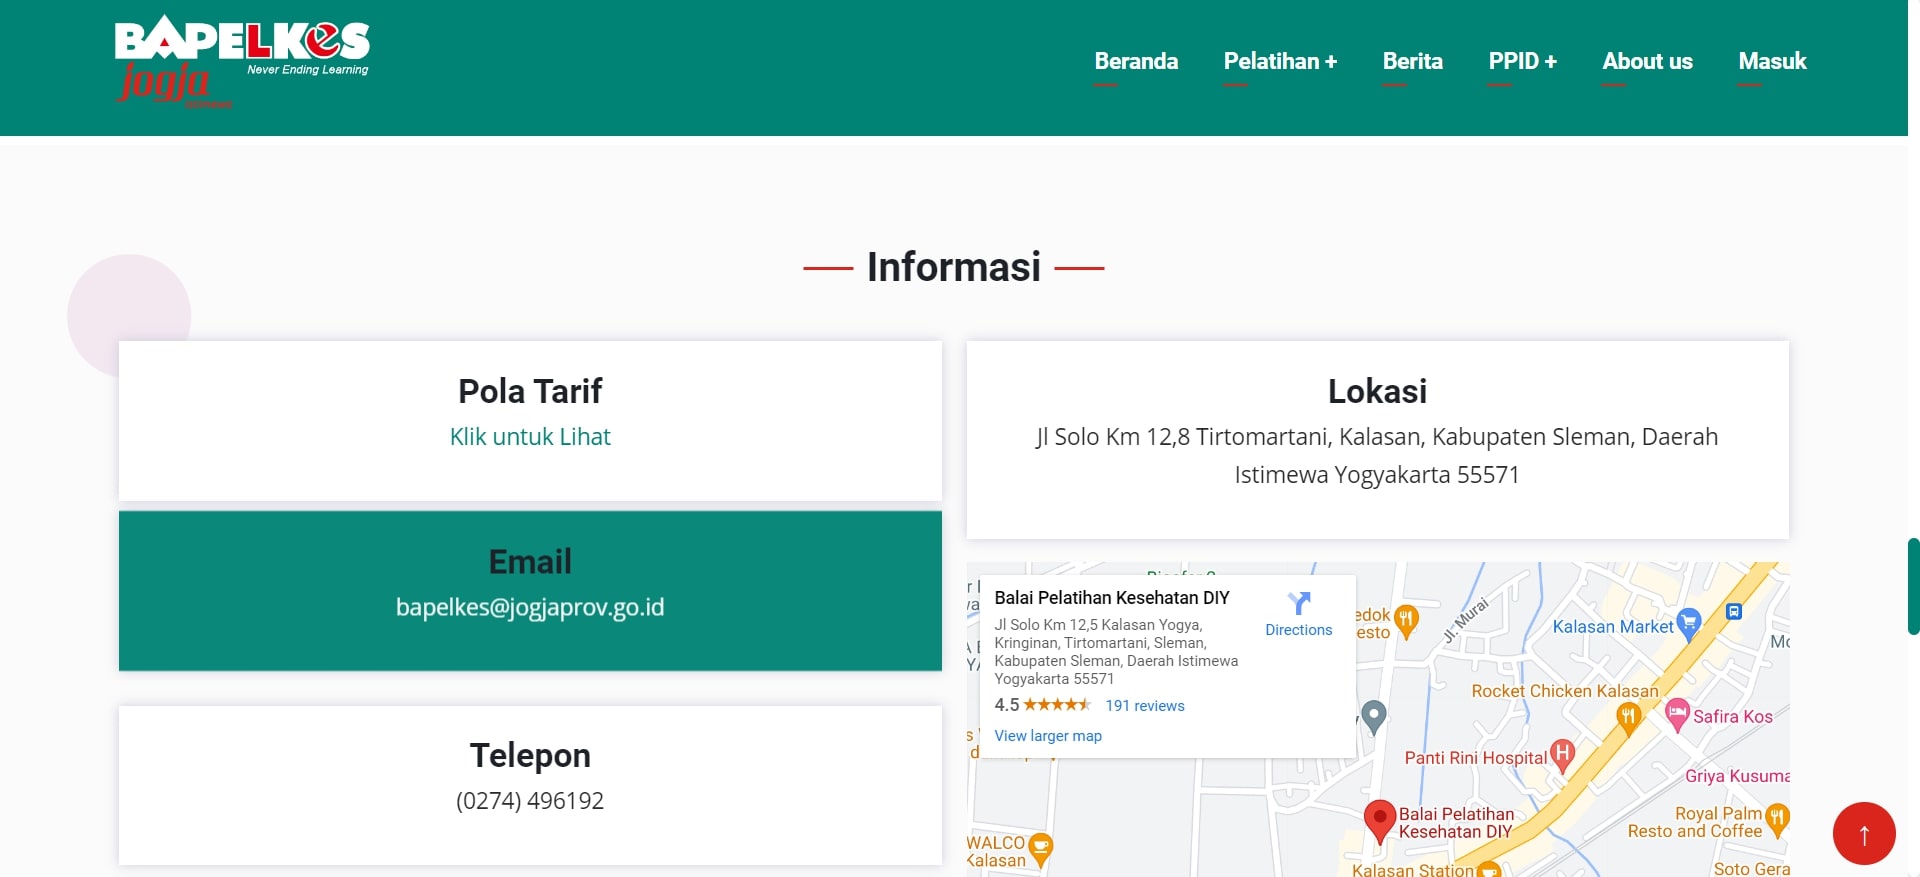 BAPELKES
jogja
Never Ending Learning
Beranda
Pelatihan +
Berita
PPID +
About us
Masuk
Informasi
Pola Tarif
Klik untuk Lihat
Email
bapelkes@jogjaprov.go.id
Telepon
(0274) 496192
Lokasi
Jl Solo Km 12,8 Tirtomartani, Kalasan, Kabupaten Sleman, Daerah
Istimewa Yogyakarta 55571
Balai Pelatihan Kesehatan DIY
Jl Solo Km 12,5 Kalasan Yogya,
Kringinan, Tirtomartani, Sleman,
Kabupaten Sleman, Daerah Istimewa
Yogyakarta 55571
4.5
191 reviews
View larger map
Directions
edok
esto
Jl. Murai
Kalasan Market
Mo
Rocket Chicken Kalasan
Safira Kos
Panti Rini Hospital
H
Griya Kusuma
Balai Pelatihan
Kesehatan DIY
Royal Palm
Resto and Coffee
WALCO
Kalasan
Kalasan Station
Soto Gera
↑